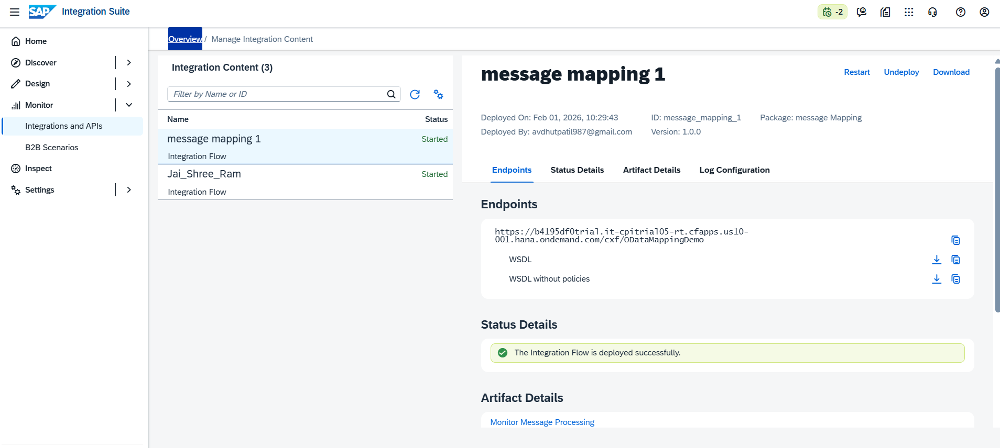 SAP Integration Suite
-2
Home
Discover
Design
Monitor
Integrations and APIs
B2B Scenarios
Inspect
Settings
Overview / Manage Integration Content
Integration Content (3)
Filter by Name or ID
Name Status
message mapping 1 Started
Integration Flow
Jai_Shree_Ram Started
Integration Flow
message mapping 1
Restart Undeploy Download
Deployed On: Feb 01, 2026, 10:29:43 ID: message_mapping_1 Package: message Mapping
Deployed By: avdhutpatil987@gmail.com Version: 1.0.0
Endpoints Status Details Artifact Details Log Configuration
Endpoints
https://b4195df0trial.it-cpitrial05-rt.cfapps.us10-
001.hana.ondemand.com/cxf/ODataMappingDemo
WSDL
WSDL without policies
Status Details
The Integration Flow is deployed successfully.
Artifact Details
Monitor Message Processing